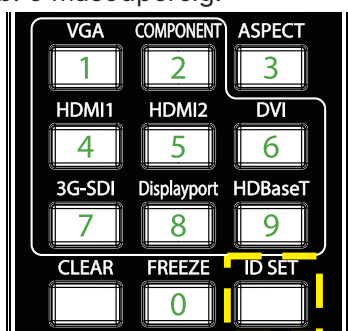 VGA COMPONENT ASPECT
1 2 3
HDMI1 HDMI2 DVI
4 5 6
3G-SDI Displayport HDBaseT
7 8 9
CLEAR FREEZE ID SET
0